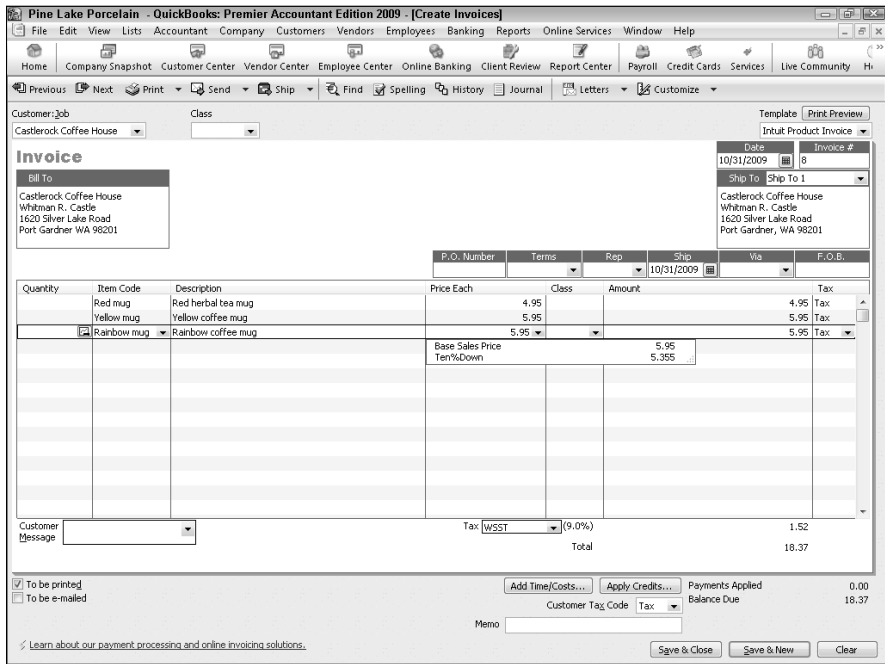 Pine Lake Porcelain - QuickBooks: Premier Accountant Edition 2009 - [Create Invoices]
File Edit View Lists Accountant Company Customers Vendors Employees Banking Reports Online Services Window Help
Home Company Snapshot Customer Center Vendor Center Employee Center Online Banking Client Review Report Center Payroll Credit Cards Services Live Community
Previous Next Print Send Ship Find Spelling History Journal Letters Customize
Customer:Job Class Template Print Preview
Castlerock Coffee House Intuit Product Invoice
Invoice
Date Invoice #
10/31/2009 8
Bill To
Castlerock Coffee House
Whitman R. Castle
1620 Silver Lake Road
Port Gardner WA 98201
Ship To Ship To 1
Castlerock Coffee House
Whitman R. Castle
1620 Silver Lake Road
Port Gardner, WA 98201
P.O. Number Terms Rep Ship Via F.O.B.
10/31/2009
Quantity Item Code Description Price Each Class Amount Tax
Red mug Red herbal tea mug 4.95 4.95 Tax
Yellow mug Yellow coffee mug 5.95 5.95 Tax
Rainbow mug Rainbow coffee mug 5.95 5.95 Tax
Base Sales Price 5.95
Ten%Down 5.355
Customer Message
Tax WSST (9.0%) 1.52
Total 18.37
To be printed
To be e-mailed
Add Time/Costs... Apply Credits... Payments Applied 0.00
Customer Tax Code Tax Balance Due 18.37
Memo
Learn about our payment processing and online invoicing solutions.
Save & Close Save & New Clear